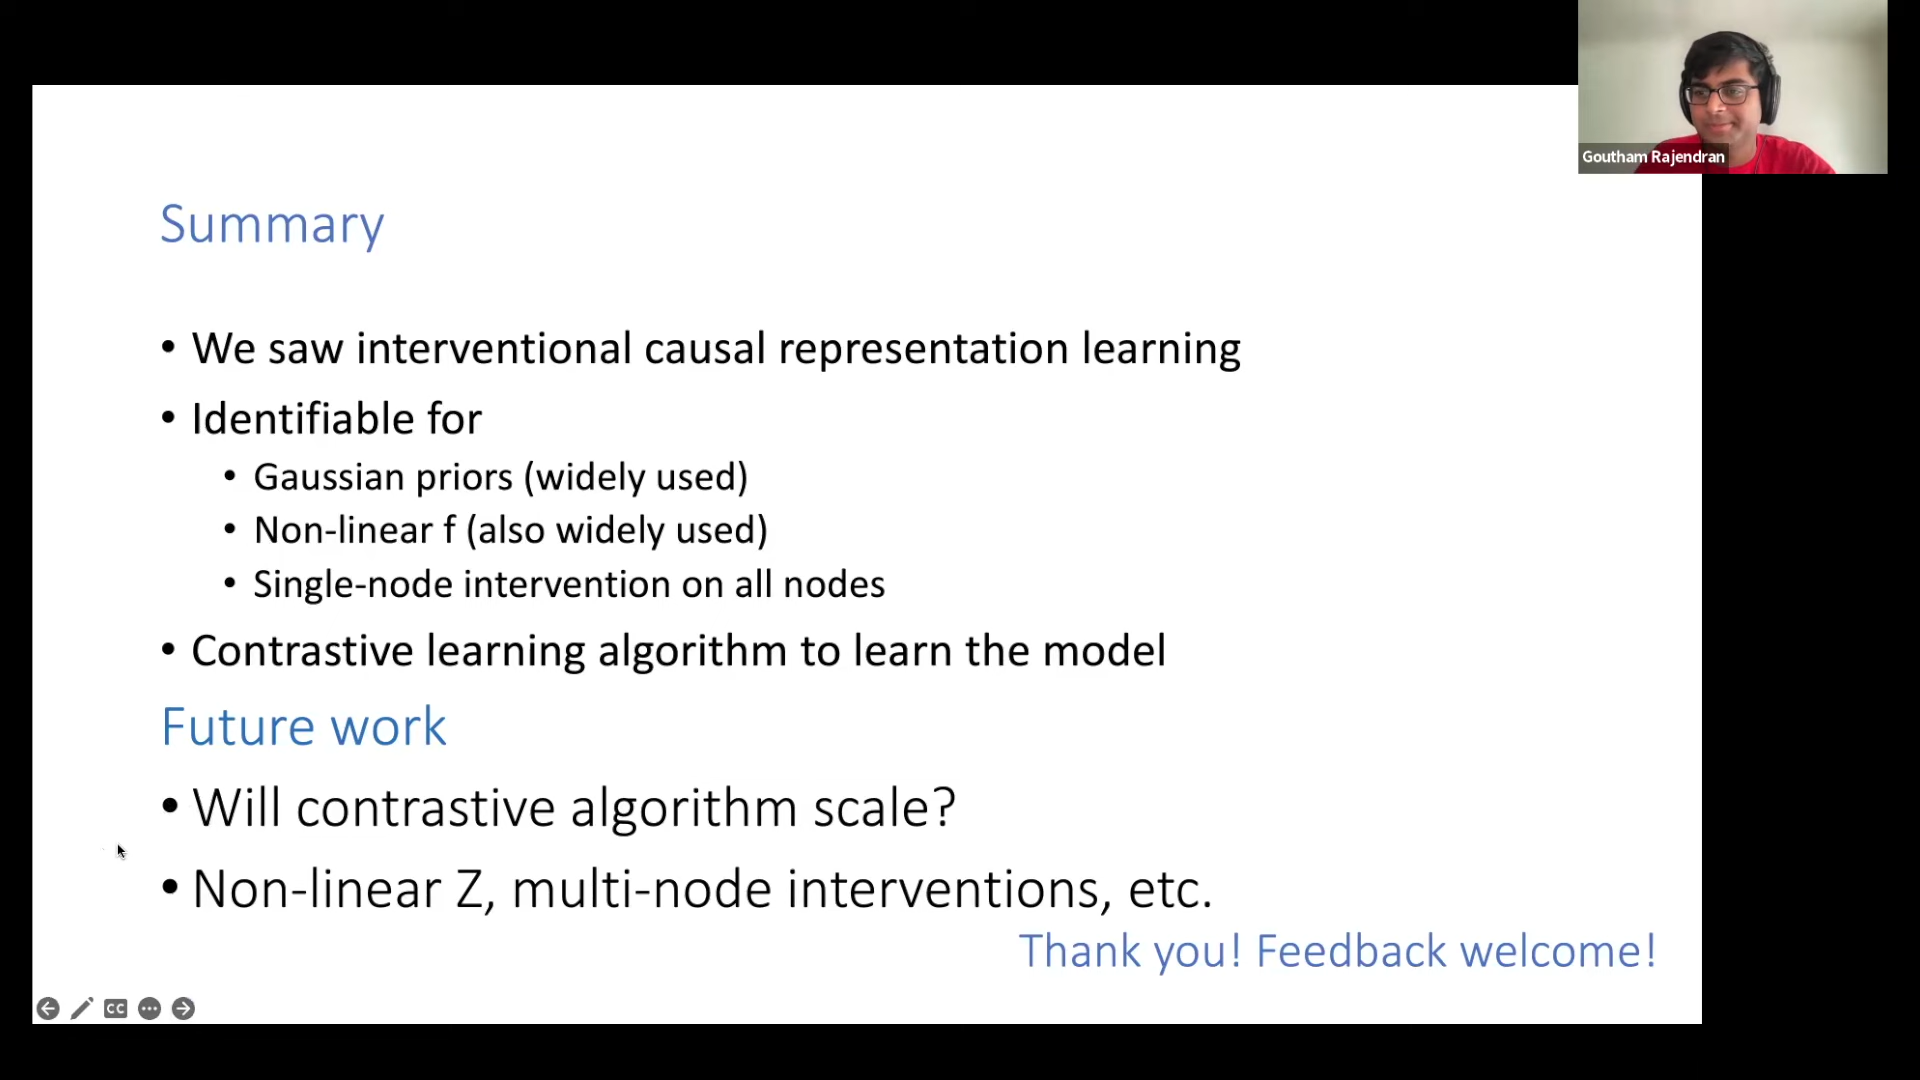 Goutham Rajendran
Summary
• We saw interventional causal representation learning
• Identifiable for
• Gaussian priors (widely used)
• Non-linear f (also widely used)
• Single-node intervention on all nodes
• Contrastive learning algorithm to learn the model
Future work
• Will contrastive algorithm scale?
• Non-linear Z, multi-node interventions, etc.
Thank you! Feedback welcome!
CC